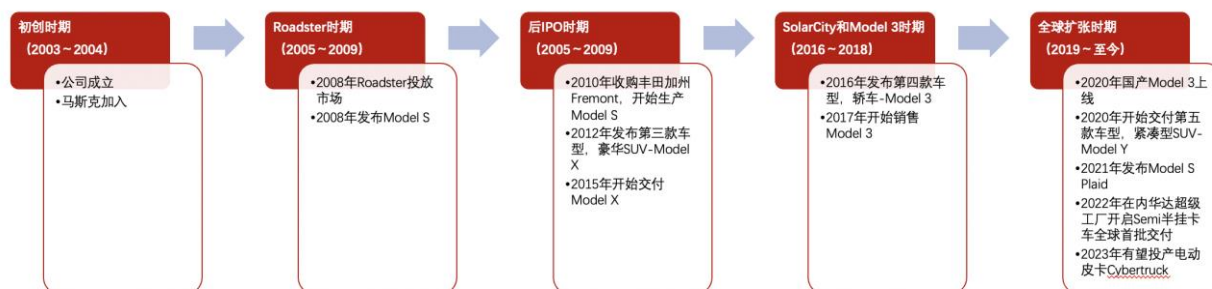 初创时期
（2003～2004）
•公司成立
•马斯克加入
Roadster时期
（2005～2009）
•2008年Roadster投放
市场
•2008年发布Model S
后IPO时期
（2005～2009）
•2010年收购丰田加州
Fremont，开始生产
Model S
•2012年发布第三款车
型，豪华SUV-Model
X
•2015年开始交付
Model X
SolarCity和Model 3时期
（2016～2018）
•2016年发布第四款车
型，轿车-Model 3
•2017年开始销售
Model 3
全球扩张时期
（2019～至今）
•2020年国产Model 3上
线
•2020年开始交付第五
款车型，紧凑型SUV-
Model Y
•2021年发布Model S
Plaid
•2022年在内华达超级
工厂开启Semi半挂卡
车全球首批交付
•2023年有望投产电动
皮卡Cybertruck